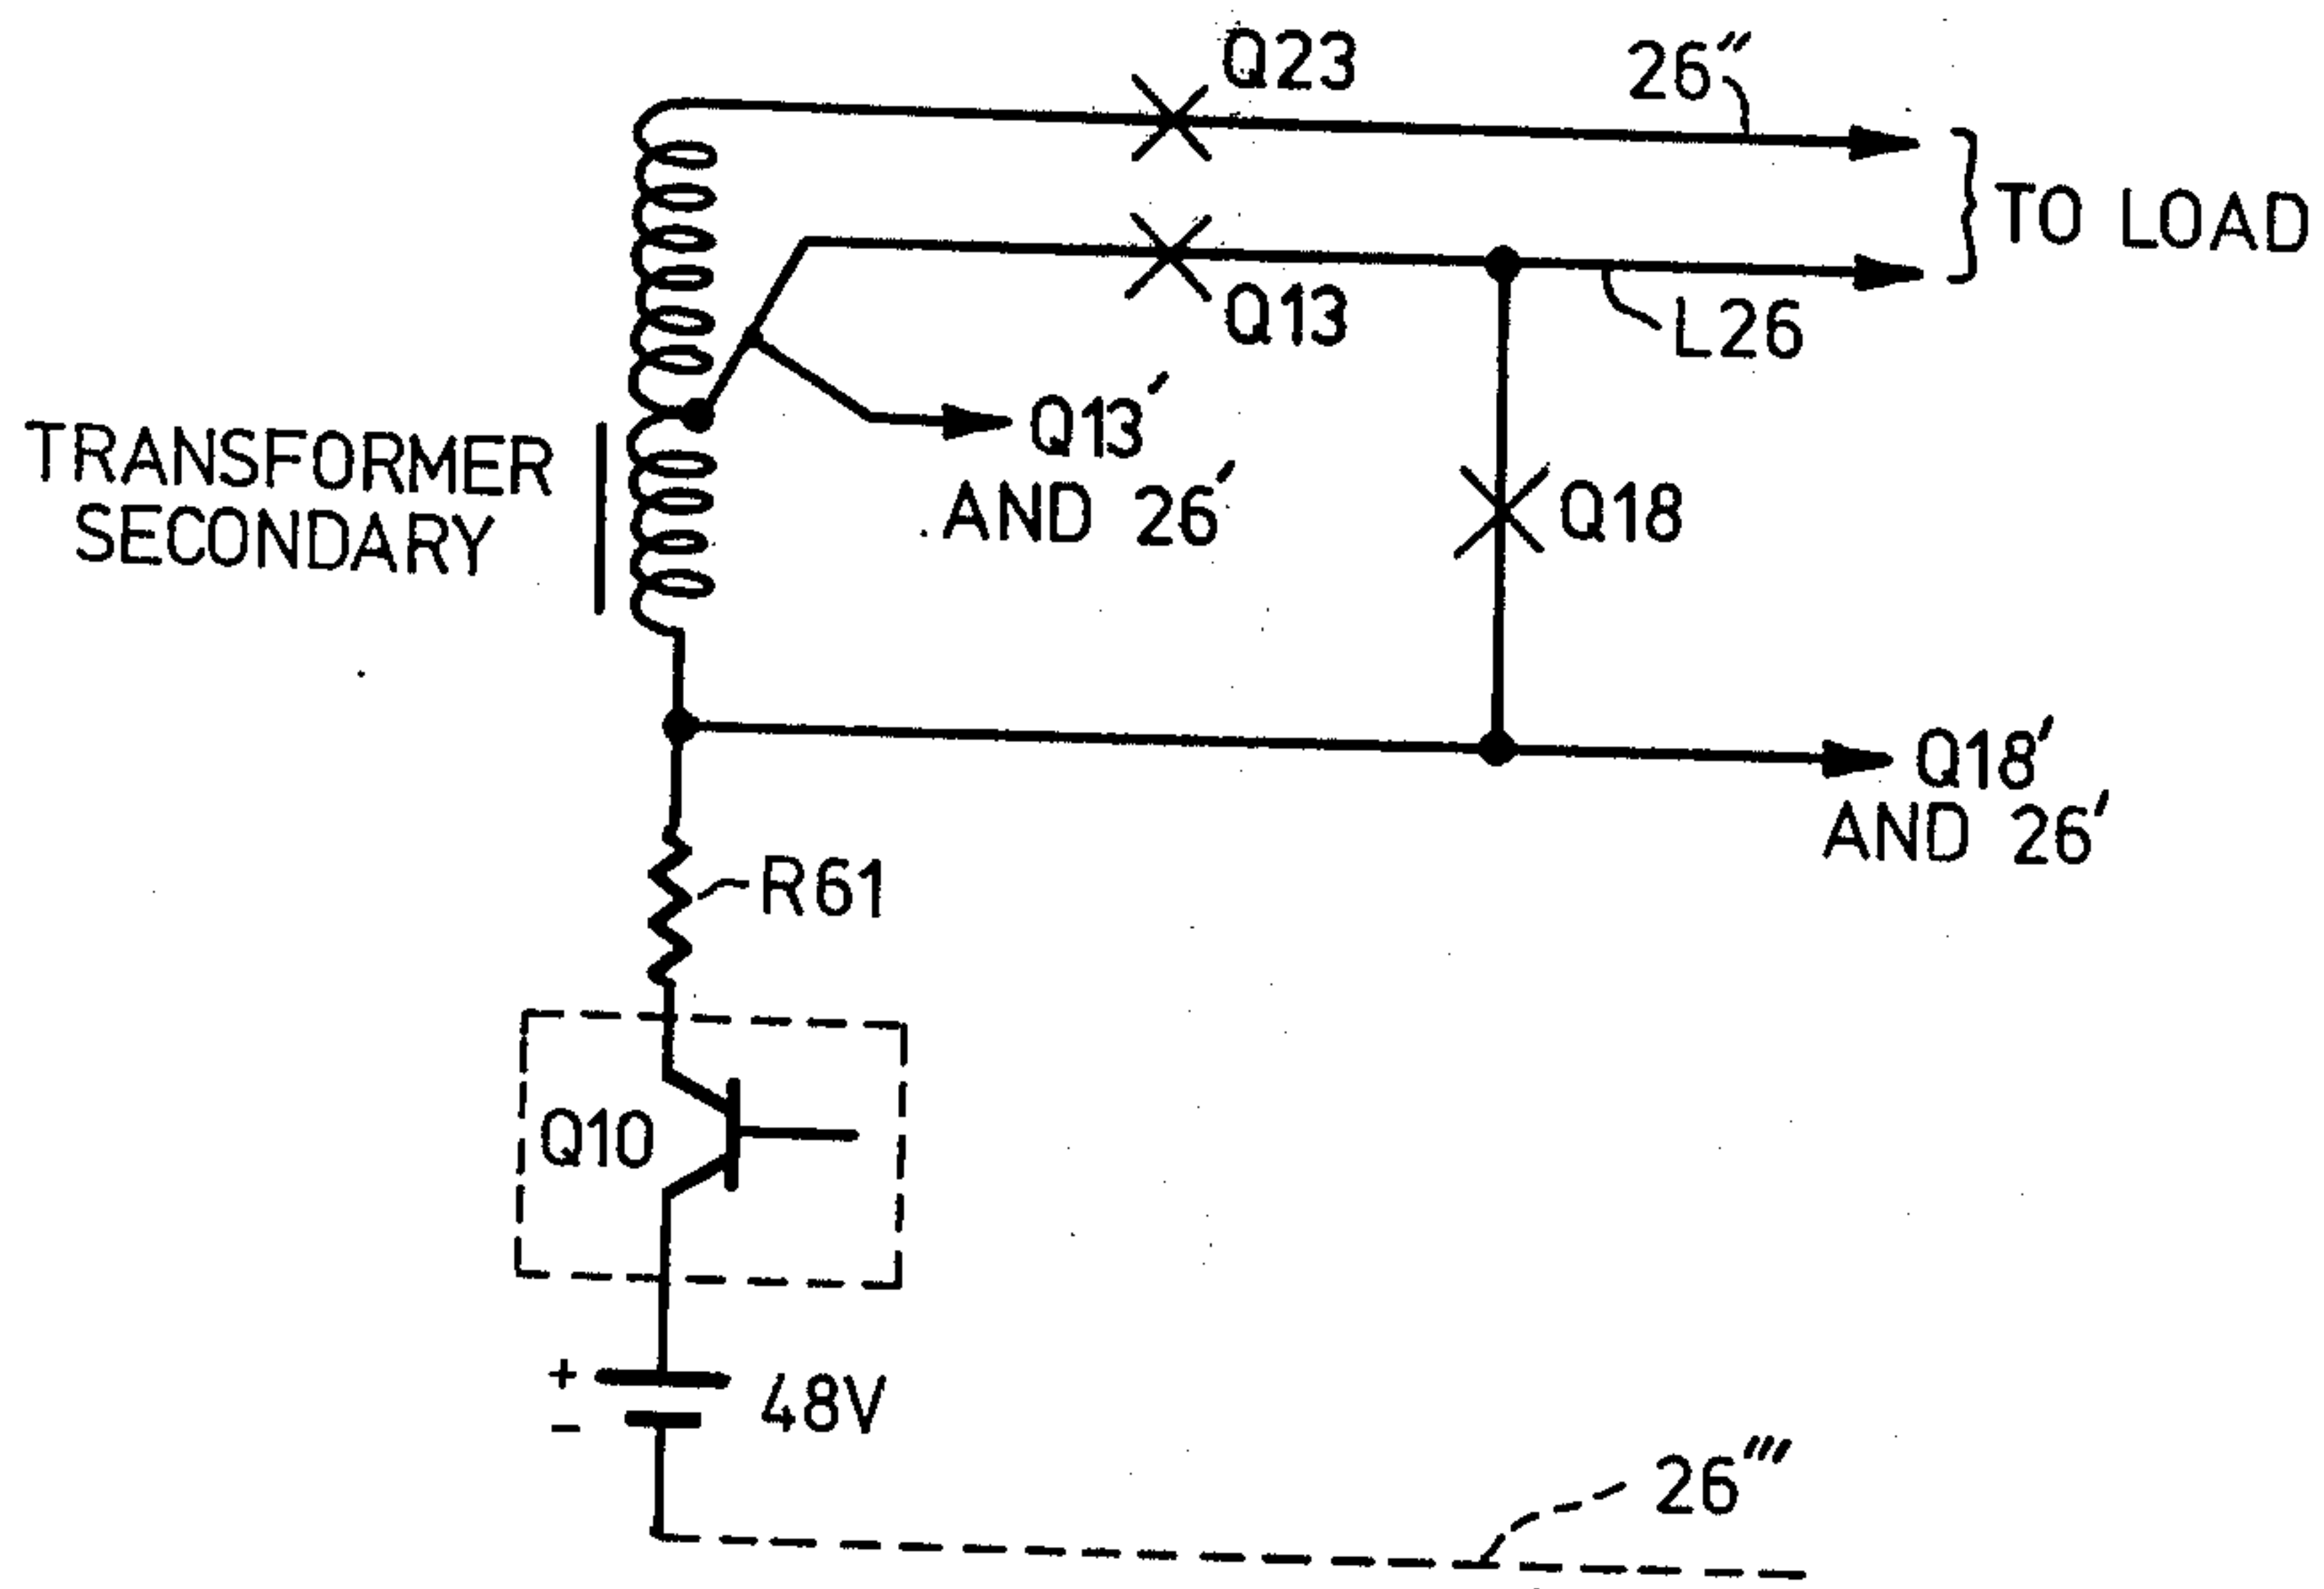 Q23
26″
TO LOAD
Q13
L26
Q13′
AND 26′
TRANSFORMER
SECONDARY
Q18
Q18′
AND 26′
R61
Q10
+
48V
−
26‴